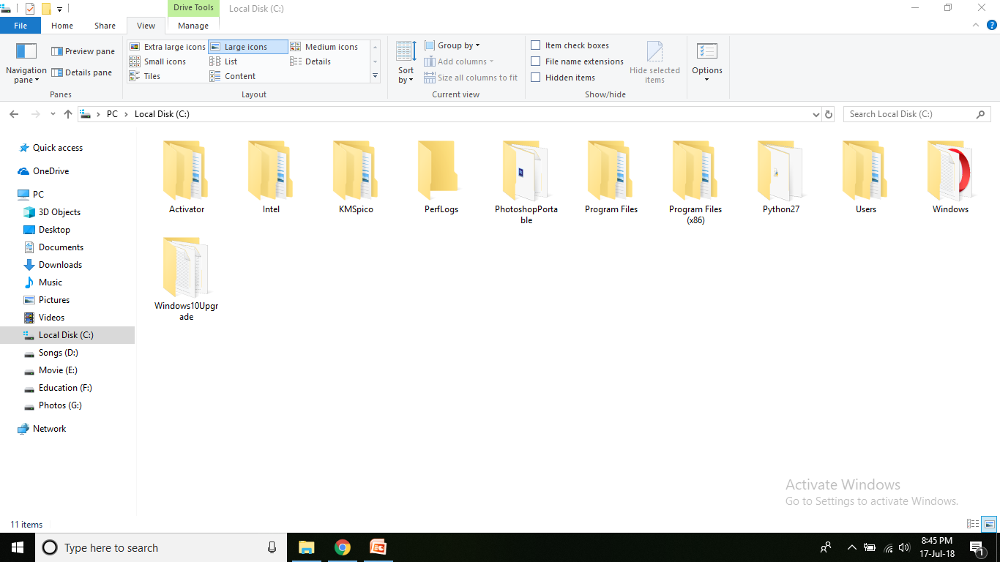 Drive Tools
Local Disk (C:)
File
Home
Share
View
Manage
Navigation
pane
Preview pane
Details pane
Panes
Extra large icons
Large icons
Medium icons
Small icons
List
Details
Tiles
Content
Layout
Sort
by
Group by
Add columns
Size all columns to fit
Current view
Item check boxes
File name extensions
Hidden items
Hide selected
items
Show/hide
Options
PC
Local Disk (C:)
Search Local Disk (C:)
Quick access
OneDrive
PC
3D Objects
Desktop
Documents
Downloads
Music
Pictures
Videos
Local Disk (C:)
Songs (D:)
Movie (E:)
Education (F:)
Photos (G:)
Network
Activator
Intel
KMSpico
PerfLogs
PhotoshopPorta
ble
Program Files
Program Files
(x86)
Python27
Users
Windows
Windows10Upgr
ade
Activate Windows
Go to Settings to activate Windows.
11 items
Type here to search
8:45 PM
17-Jul-18
1